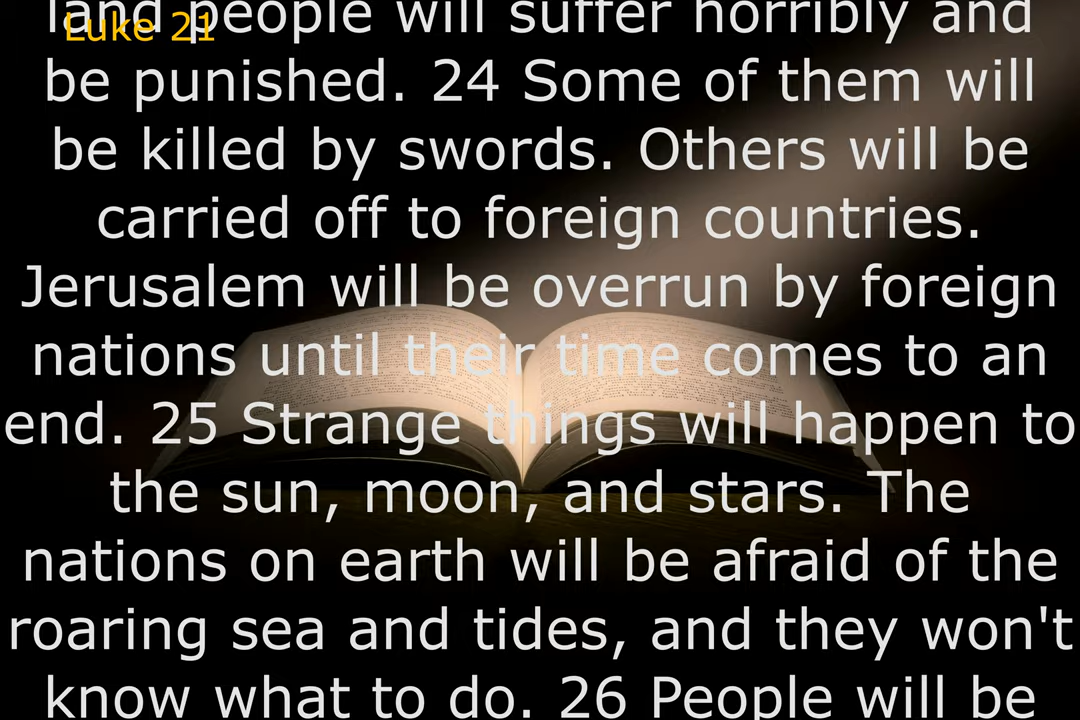 Luke 21
land people will suffer horribly and
be punished. 24 Some of them will
be killed by swords. Others will be
carried off to foreign countries.
Jerusalem will be overrun by foreign
nations until their time comes to an
end. 25 Strange things will happen to
the sun, moon, and stars. The
nations on earth will be afraid of the
roaring sea and tides, and they won't
know what to do. 26 People will be